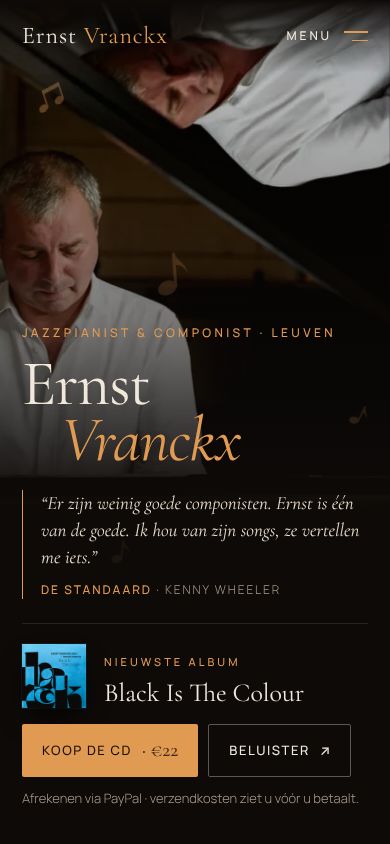 Ernst Vranckx
MENU
JAZZPIANIST & COMPONIST · LEUVEN
Ernst
Vranckx
“Er zijn weinig goede componisten. Ernst is één
van de goede. Ik hou van zijn songs, ze vertellen
me iets.”
DE STANDAARD · KENNY WHEELER
NIEUWSTE ALBUM
Black Is The Colour
KOOP DE CD · €22
BELUISTER ↗
Afrekenen via PayPal · verzendkosten ziet u vóór u betaalt.